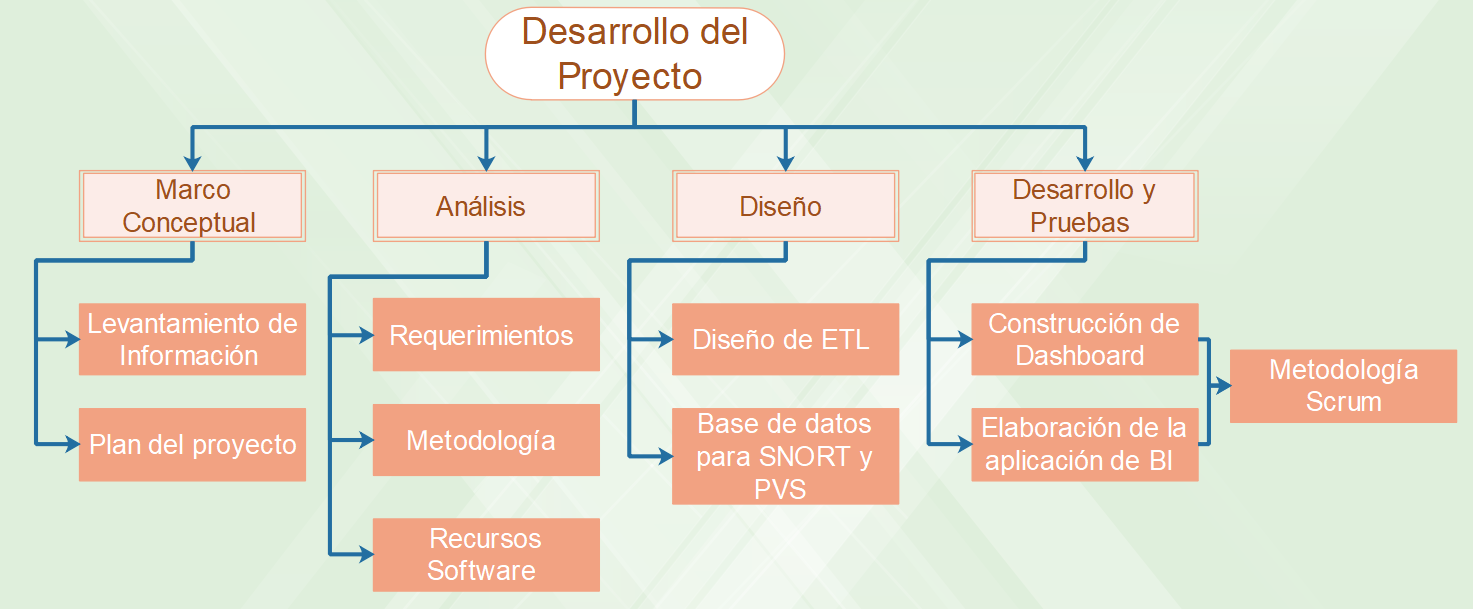 Desarrollo del
Proyecto
Marco
Conceptual
Análisis
Diseño
Desarrollo y
Pruebas
Levantamiento de
Información
Plan del proyecto
Requerimientos
Metodología
Recursos
Software
Diseño de ETL
Base de datos
para SNORT y
PVS
Construcción de
Dashboard
Elaboración de la
aplicación de BI
Metodología
Scrum